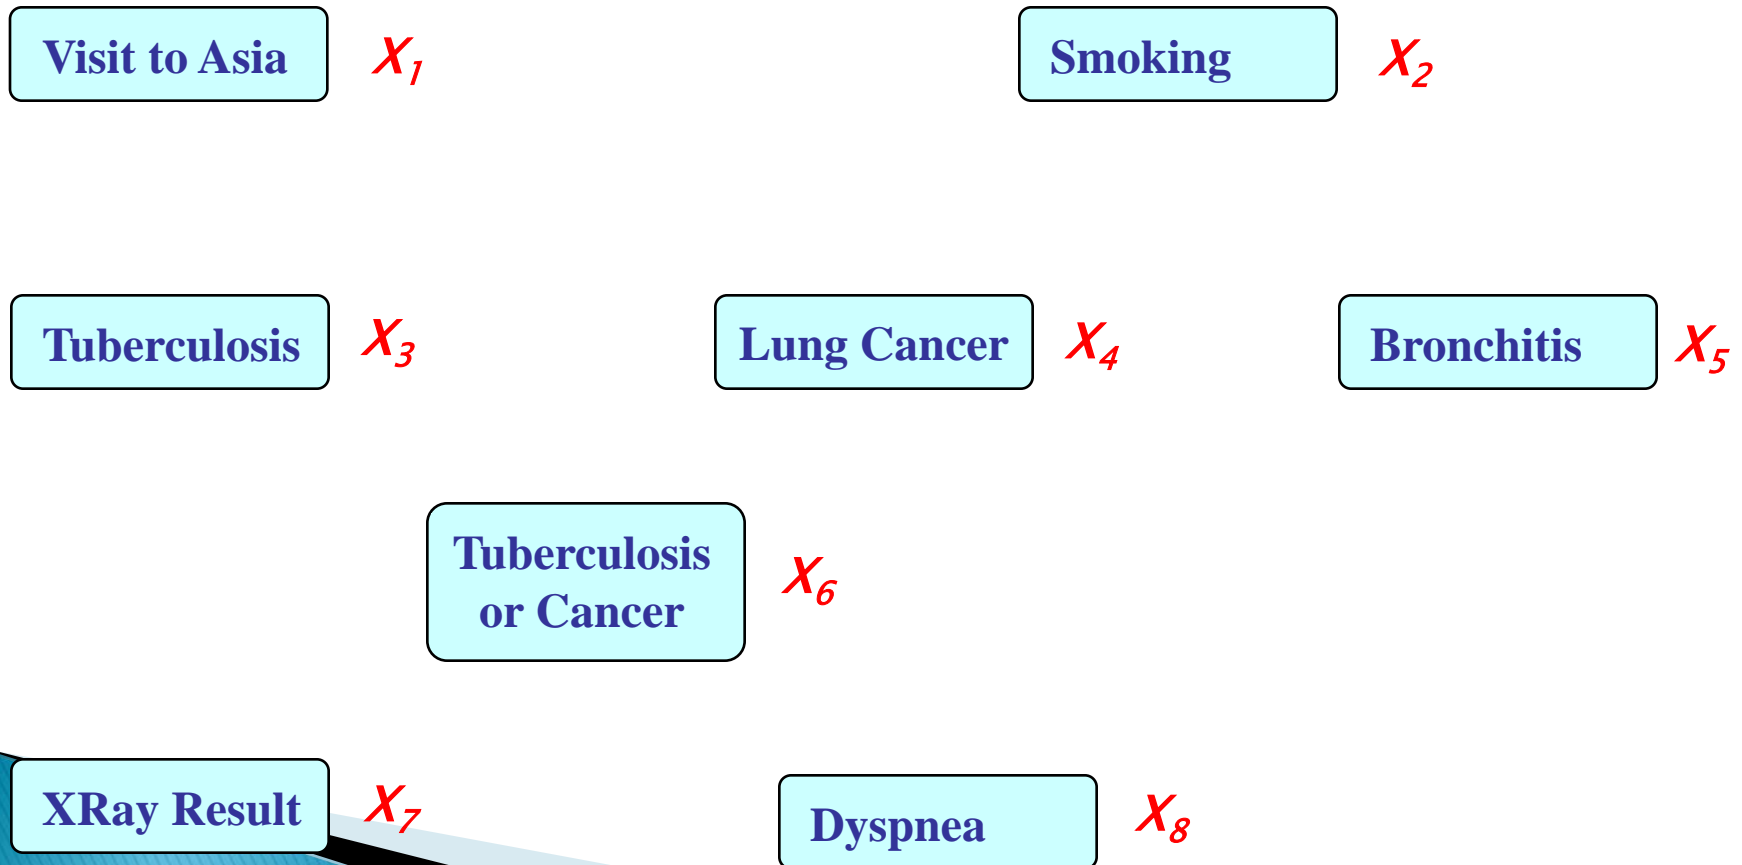 Visit to Asia X₁
Smoking X₂
Tuberculosis X₃
Lung Cancer X₄
Bronchitis X₅
Tuberculosis
or Cancer
X₆
XRay Result X₇
Dyspnea X₈